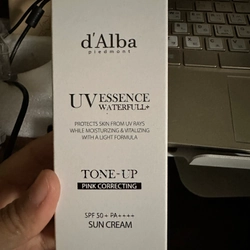 d'Alba
piedmont
UV ESSENCE
WATERFULL+
PROTECTS SKIN FROM UV RAYS
WHILE MOISTURIZING & VITALIZING
WITH A LIGHT FORMULA
TONE-UP
PINK CORRECTING
SPF 50+ PA++++
SUN CREAM